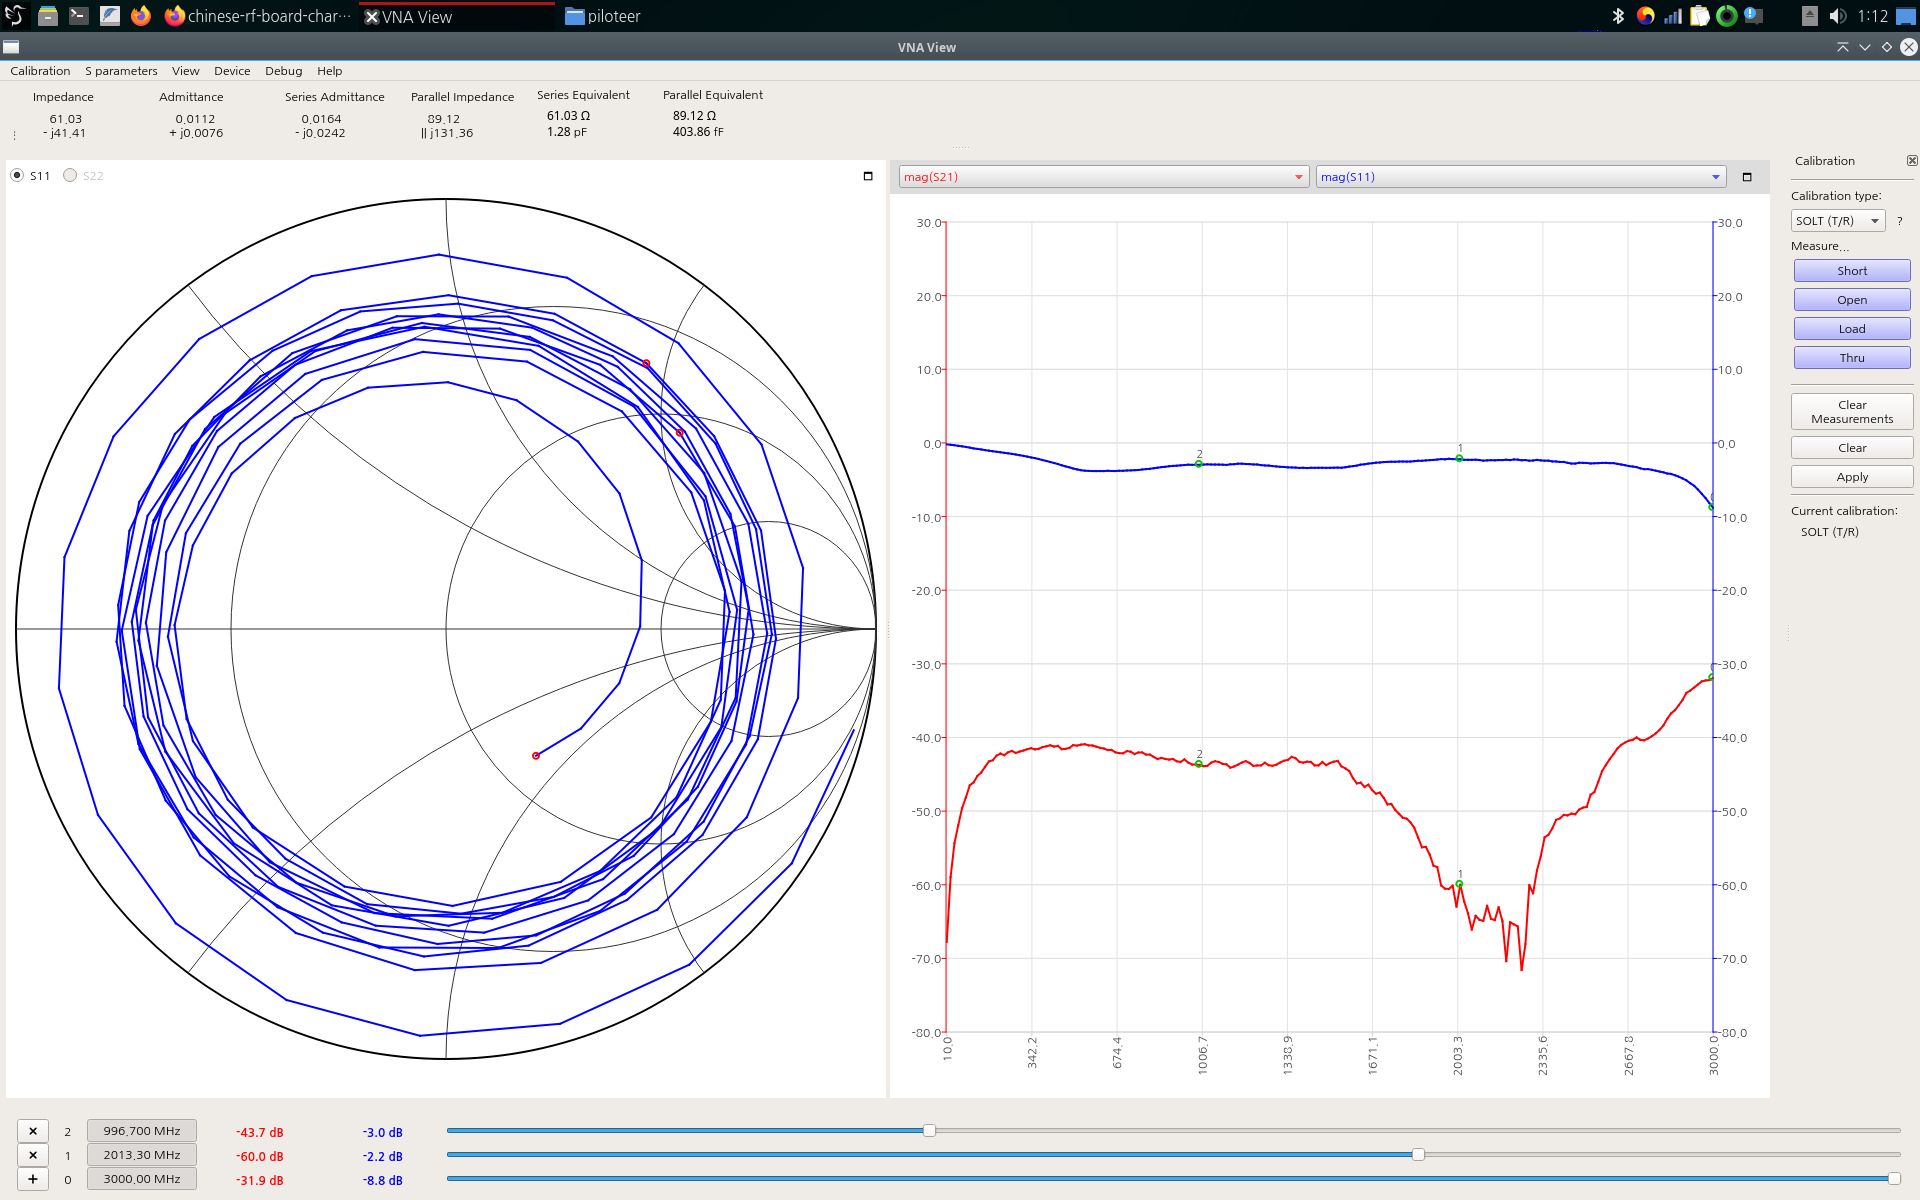 chinese-rf-board-char···
VNA View
piloteer
1:12
VNA View
Calibration S parameters View Device Debug Help
Impedance Admittance Series Admittance Parallel Impedance Series Equivalent Parallel Equivalent
61.03 0.0112 0.0164 89.12 61.03 Ω 89.12 Ω
- j41.41 + j0.0076 - j0.0242 || j131.36 1.28 pF 403.86 fF
S11 S22
mag(S21) mag(S11)
30.0 30.0
20.0 20.0
10.0 10.0
0.0 0.0
-10.0 -10.0
-20.0 -20.0
-30.0 -30.0
-40.0 -40.0
-50.0 -50.0
-60.0 -60.0
-70.0 -70.0
-80.0 -80.0
2 1
2
1
10.0 342.2 674.4 1006.7 1338.9 1671.1 2003.3 2335.6 2667.8 3000.0
Calibration
Calibration type:
SOLT (T/R) ?
Measure...
Short
Open
Load
Thru
Clear
Measurements
Clear
Apply
Current calibration:
SOLT (T/R)
× 2 996.700 MHz -43.7 dB -3.0 dB
× 1 2013.30 MHz -60.0 dB -2.2 dB
+ 0 3000.00 MHz -31.9 dB -8.8 dB